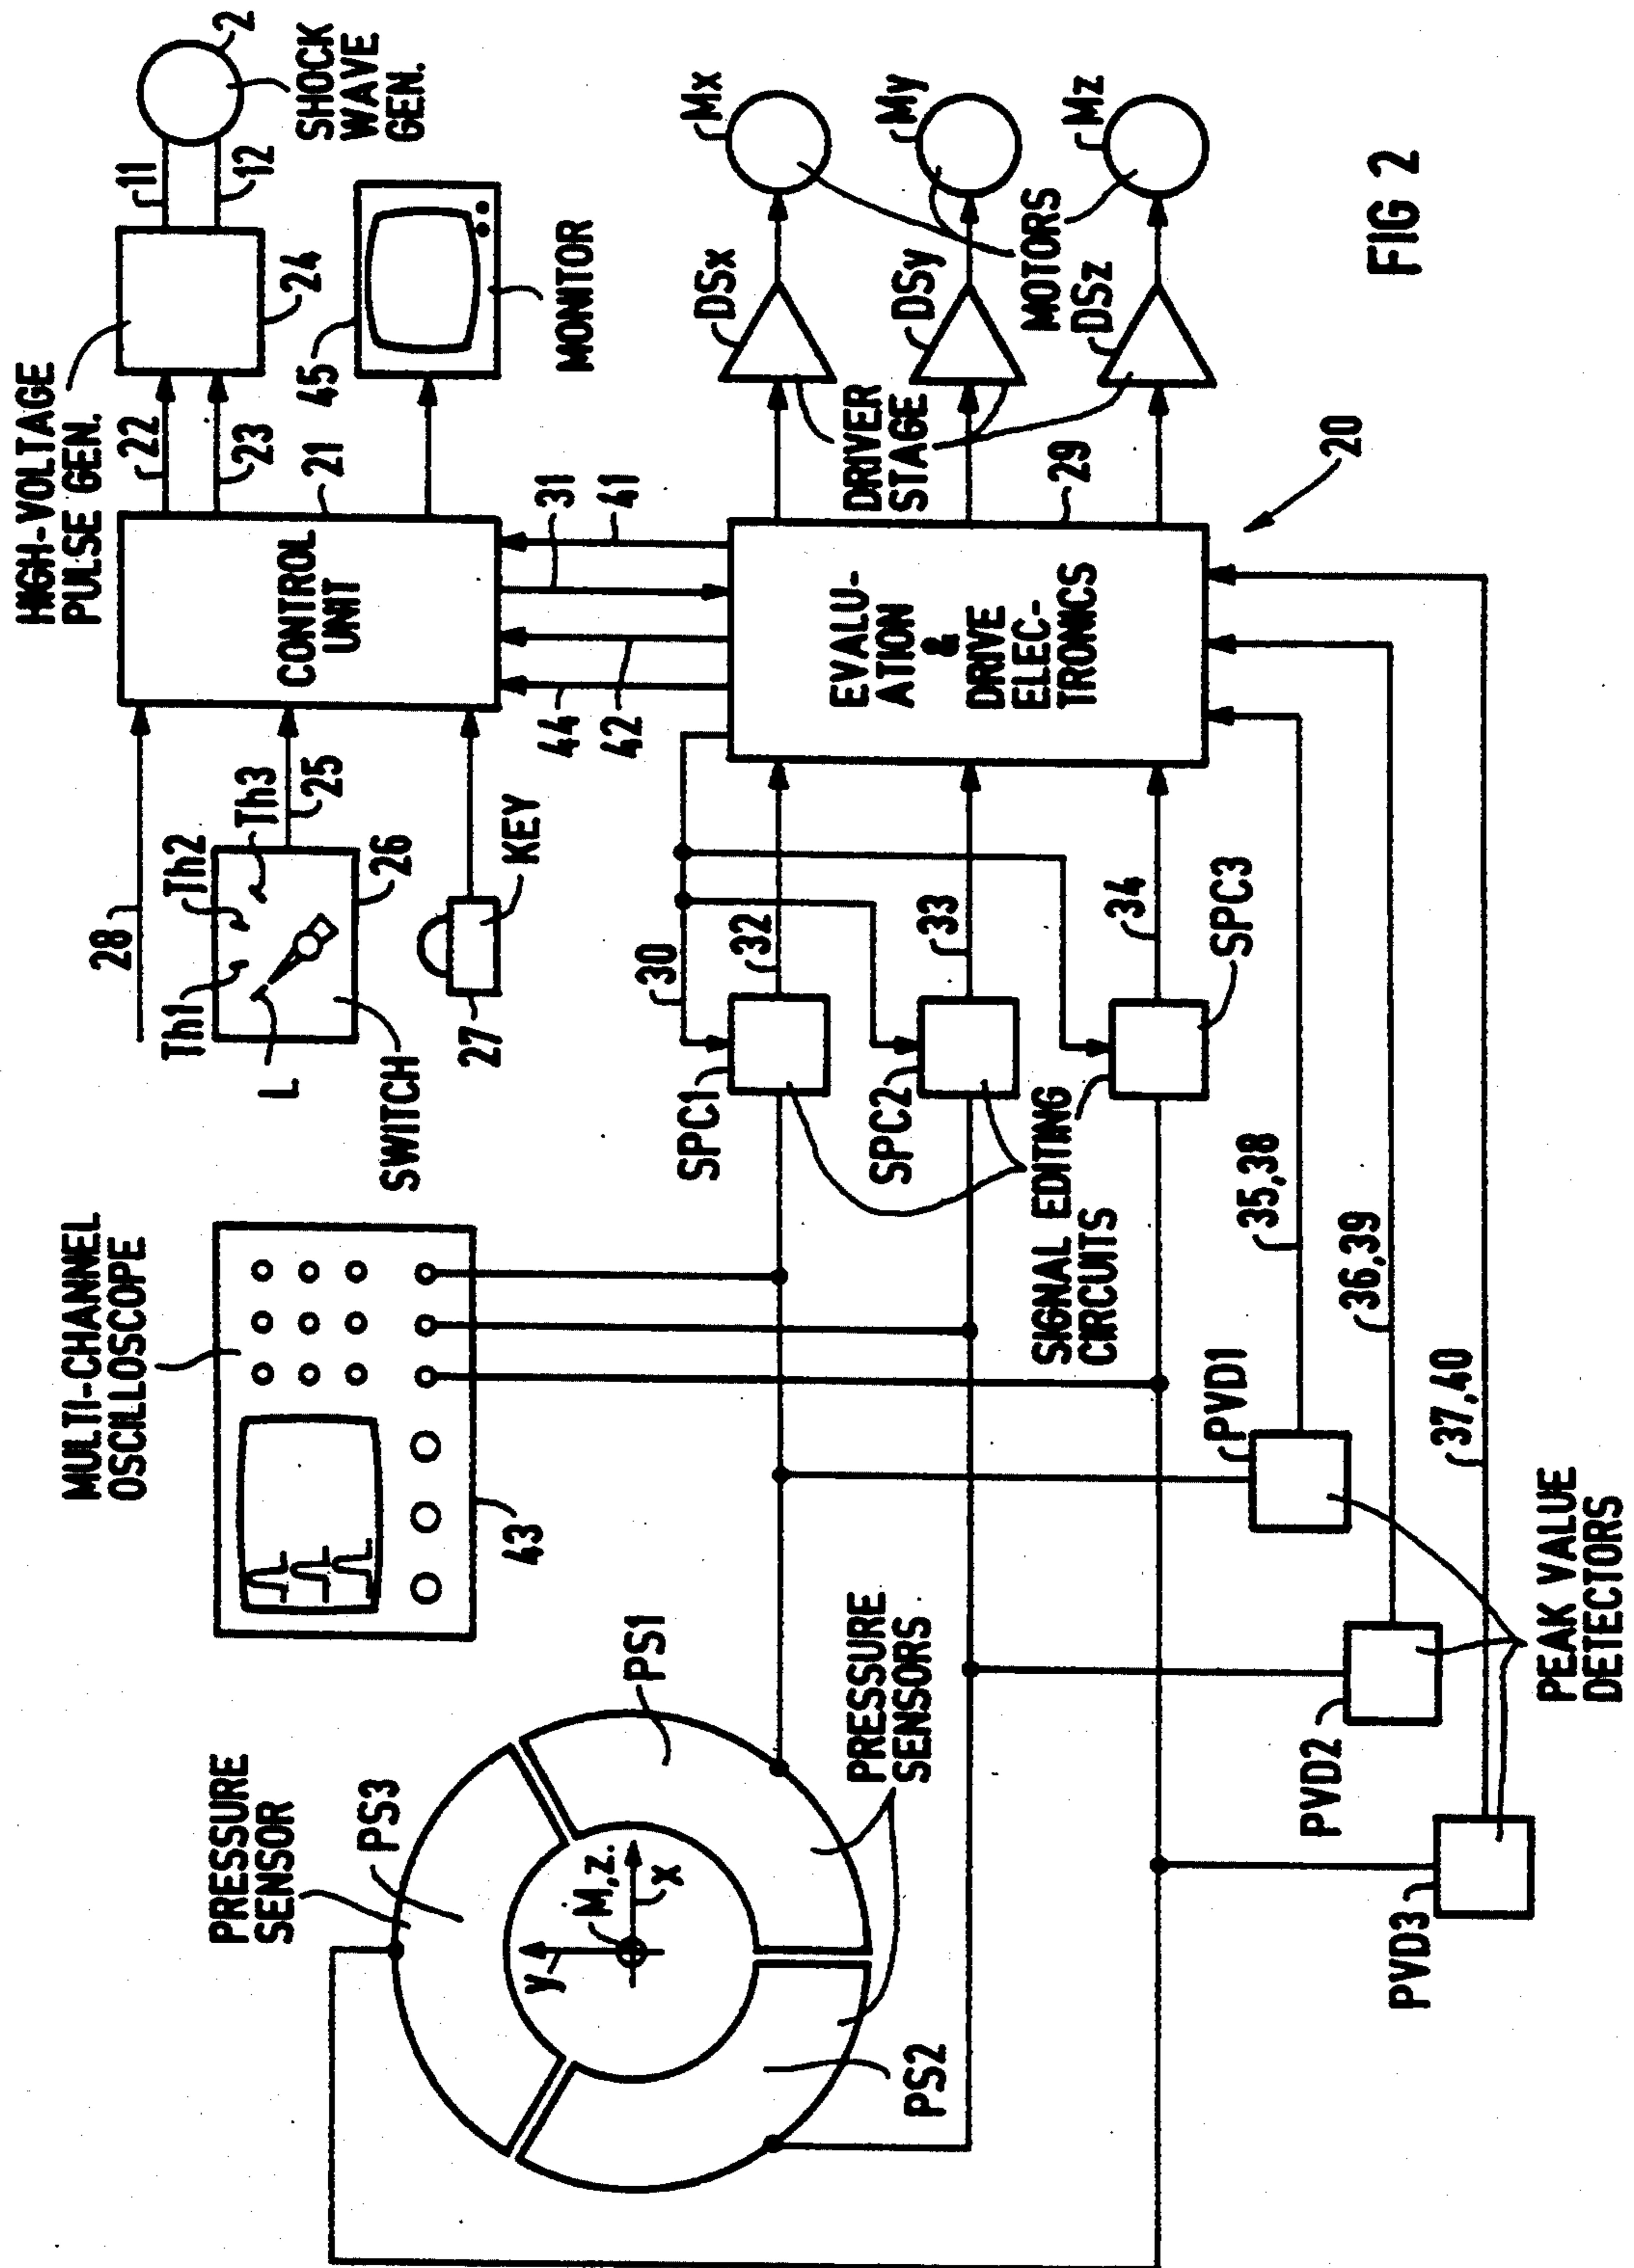 HIGH-VOLTAGE
PULSE GEN.
22
23
24
11
12
2
SHOCK
WAVE
GEN.
28
Th1
Th2
Th3
L
25
26
SWITCH
27
KEY
CONTROL
UNIT
21
45
MONITOR
44
42
31
41
MULTI-CHANNEL
OSCILLOSCOPE
43
PRESSURE
SENSOR
PS3
PS1
PS2
PRESSURE
SENSORS
y
M,z.
x
30
32
33
34
SPC1
SPC2
SPC3
SIGNAL EDITING
CIRCUITS
EVALU-
ATION
&
DRIVE
ELEC-
TRONICS
29
DRIVER
STAGE
DSx
DSy
DSz
Mx
My
Mz
MOTORS
20
PVD1
PVD2
PVD3
35,38
36,39
37,40
PEAK VALUE
DETECTORS
FIG 2